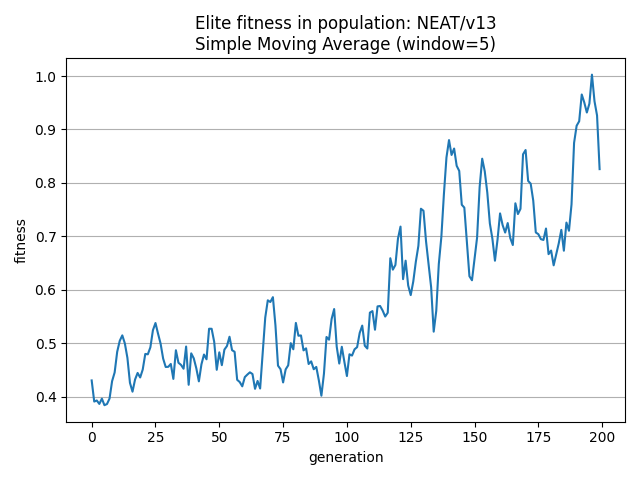 Elite fitness in population: NEAT/v13
Simple Moving Average (window=5)
1.0
0.9
0.8
0.7
0.6
0.5
0.4
fitness
0 25 50 75 100 125 150 175 200
generation